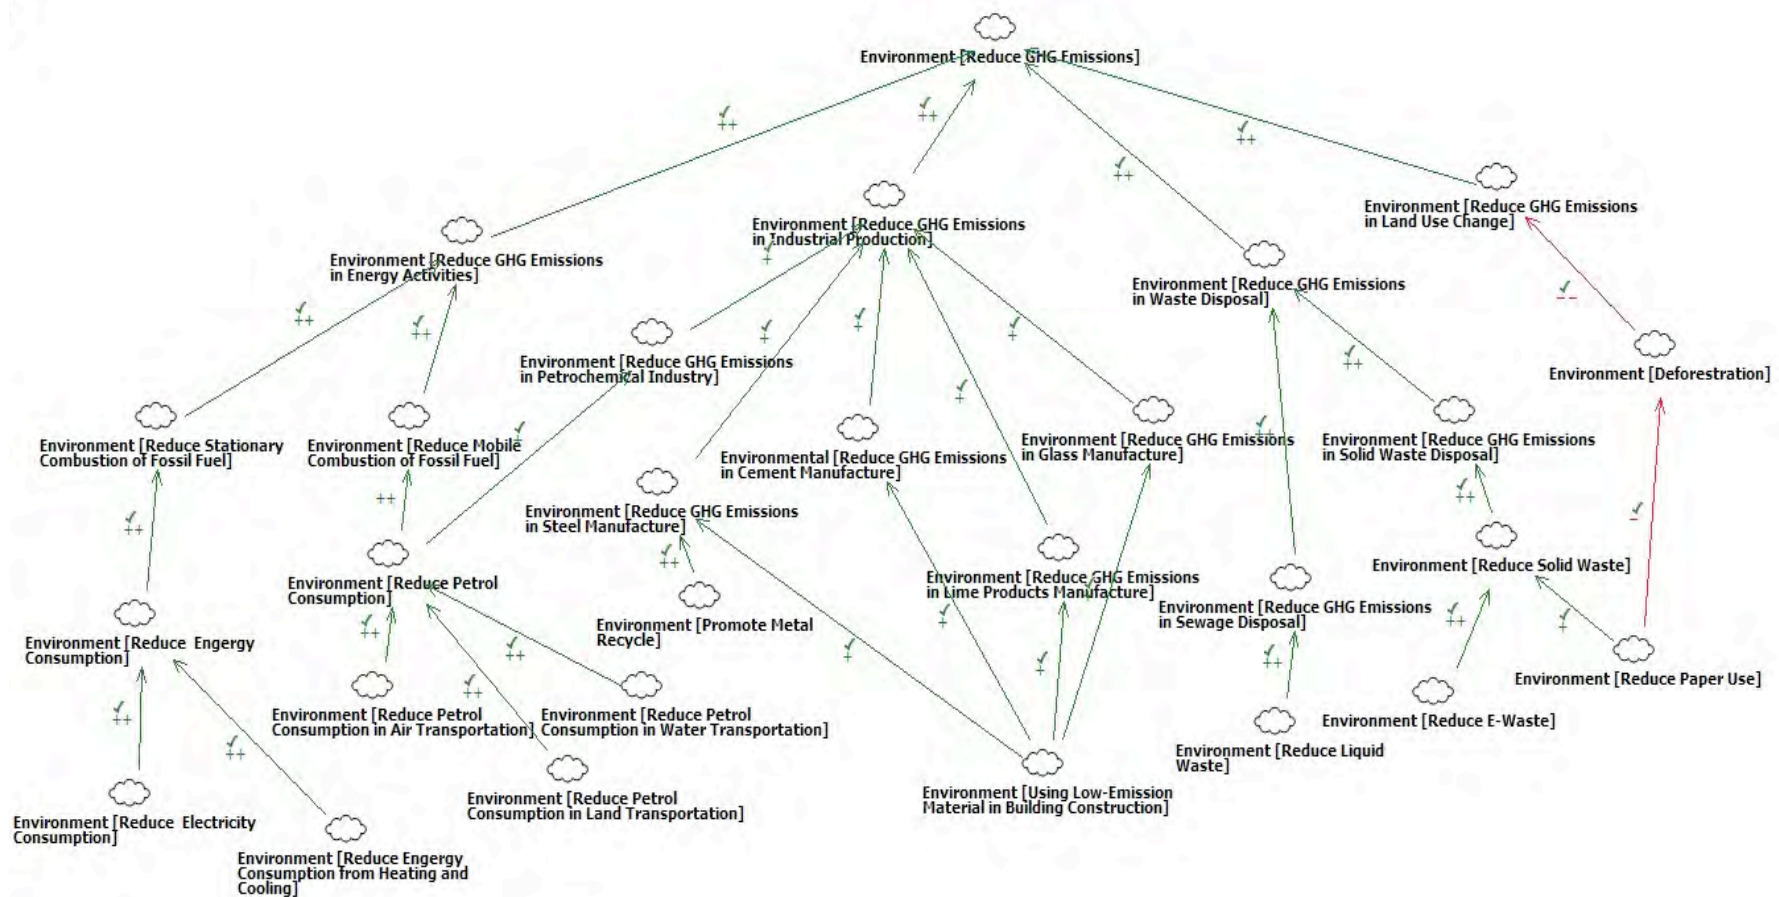 Environment [Reduce GHG Emissions]
✓
++
✓
++
✓
++
✓
++
Environment [Reduce GHG Emissions
in Land Use Change]
Environment [Reduce GHG Emissions
in Industrial Production]
Environment [Reduce GHG Emissions
in Energy Activities]
Environment [Reduce GHG Emissions
in Waste Disposal]
✓
+
✓
--
✓
++
✓
++
✓
+
✓
+
✓
+
✓
++
Environment [Reduce GHG Emissions
in Petrochemical Industry]
Environment [Deforestration]
✓
+
Environment [Reduce Stationary
Combustion of Fossil Fuel]
Environment [Reduce Mobile
Combustion of Fossil Fuel]
✓
+
Environmental [Reduce GHG Emissions
in Cement Manufacture]
Environment [Reduce GHG Emissions
in Glass Manufacture]
✓
++
Environment [Reduce GHG Emissions
in Solid Waste Disposal]
++
✓
++
Environment [Reduce GHG Emissions
in Steel Manufacture]
✓
++
✓
-
✓
++
Environment [Reduce Petrol
Consumption]
Environment [Reduce GHG Emissions
in Lime Products Manufacture]
✓
Environment [Reduce Solid Waste]
Environment [Reduce GHG Emissions
in Sewage Disposal]
Environment [Promote Metal
Recycle]
✓
++
✓
++
✓
+
✓
++
✓
+
Environment [Reduce Engergy
Consumption]
✓
++
✓
+
✓
+
✓
++
Environment [Reduce Paper Use]
✓
++
✓
++
Environment [Reduce Petrol
Consumption in Air Transportation]
Environment [Reduce Petrol
Consumption in Water Transportation]
Environment [Reduce E-Waste]
Environment [Reduce Liquid
Waste]
Environment [Reduce Petrol
Consumption in Land Transportation]
Environment [Using Low-Emission
Material in Building Construction]
Environment [Reduce Electricity
Consumption]
Environment [Reduce Engergy
Consumption from Heating and
Cooling]